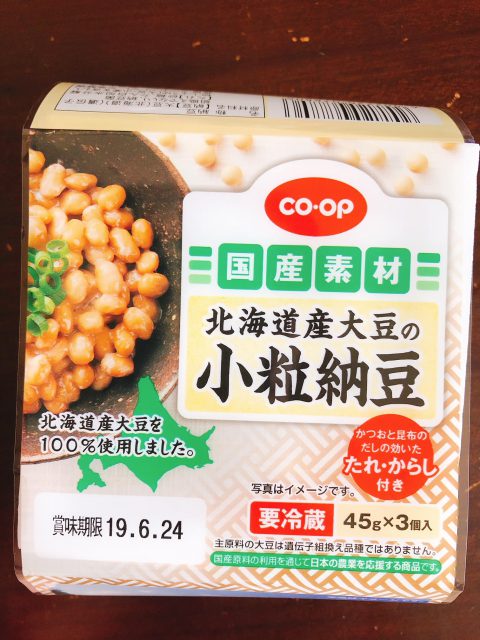 CO·OP
国産素材
北海道産大豆の
小粒納豆
北海道産大豆を
100%使用しました。
かつおと昆布の
だしの効いた
たれ・からし
付き
写真はイメージです。
要冷蔵 45g×3個入
賞味期限 19.6.24
主原料の大豆は遺伝子組換え品種ではありません。
国産原料の利用を通じて日本の農業を応援する商品です。